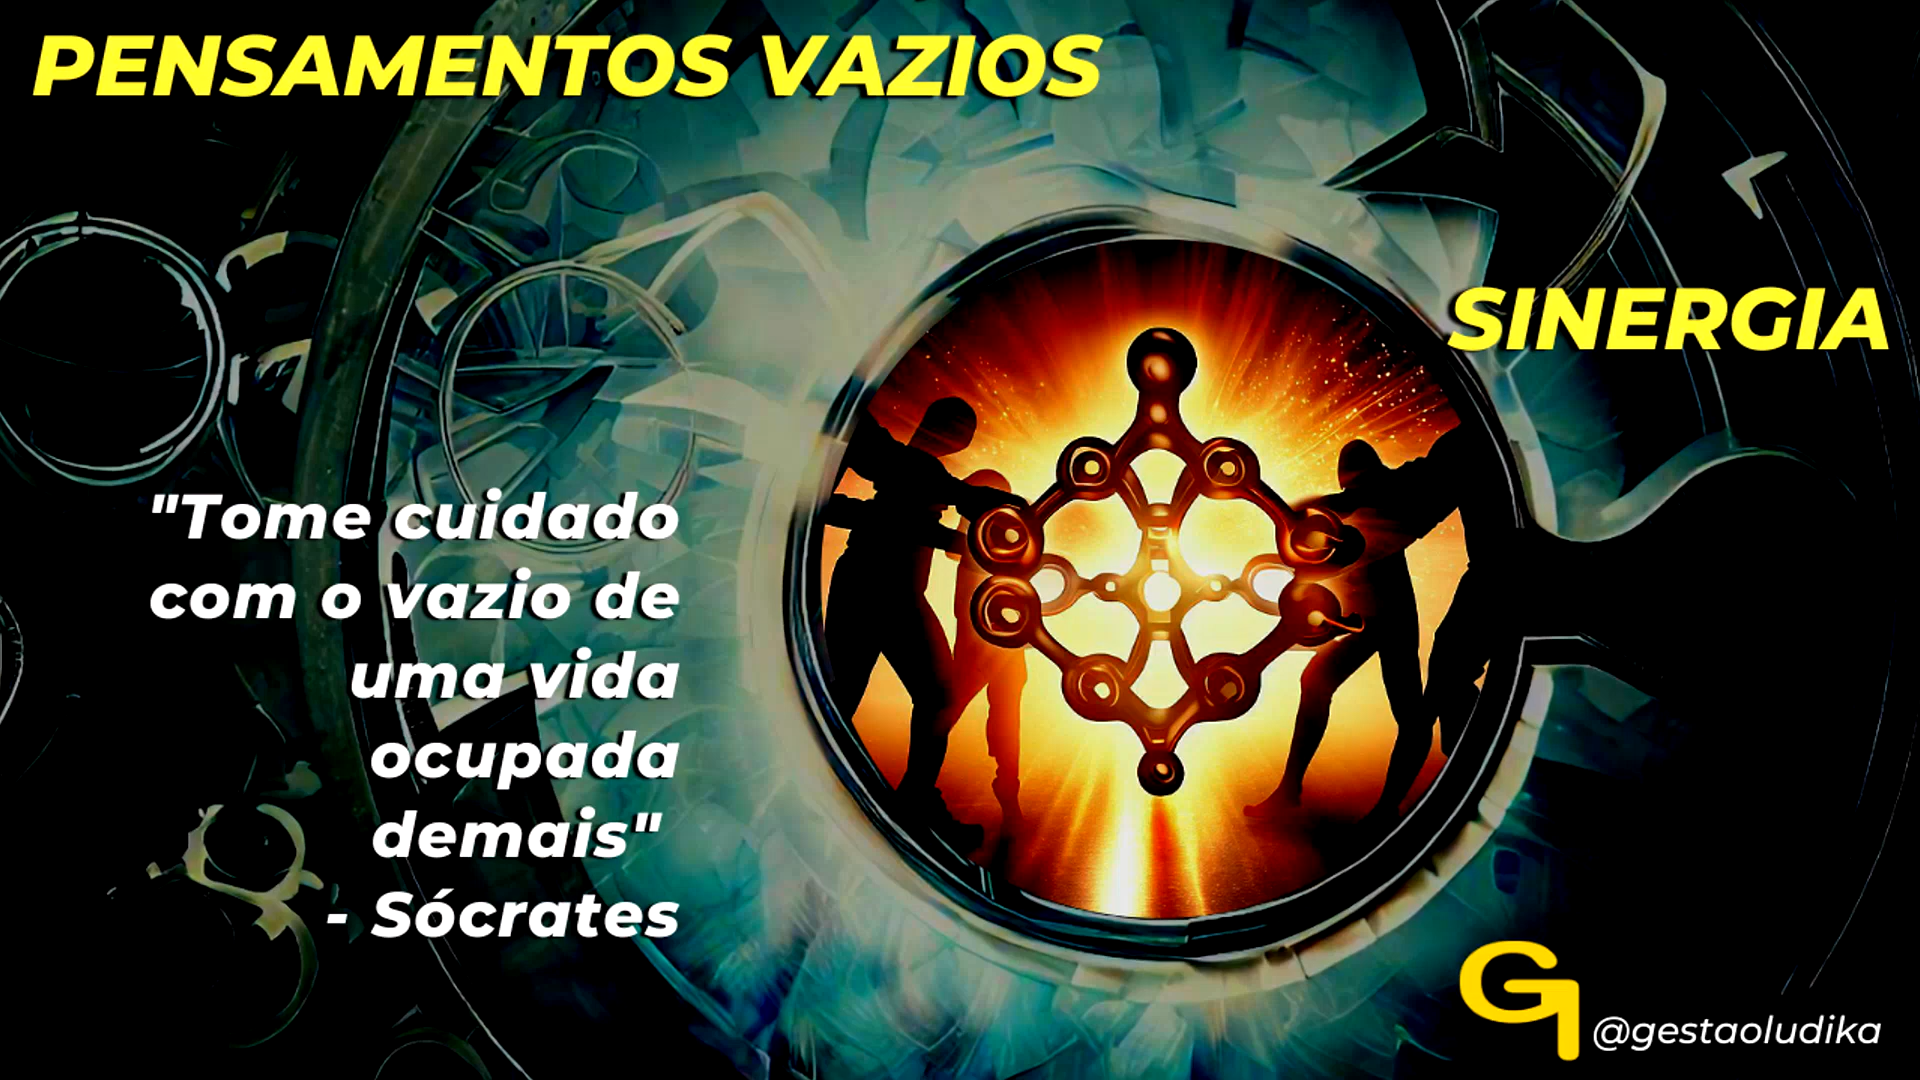 PENSAMENTOS VAZIOS
SINERGIA
"Tome cuidado
com o vazio de
uma vida
ocupada
demais"
- Sócrates
G
@gestaoludika